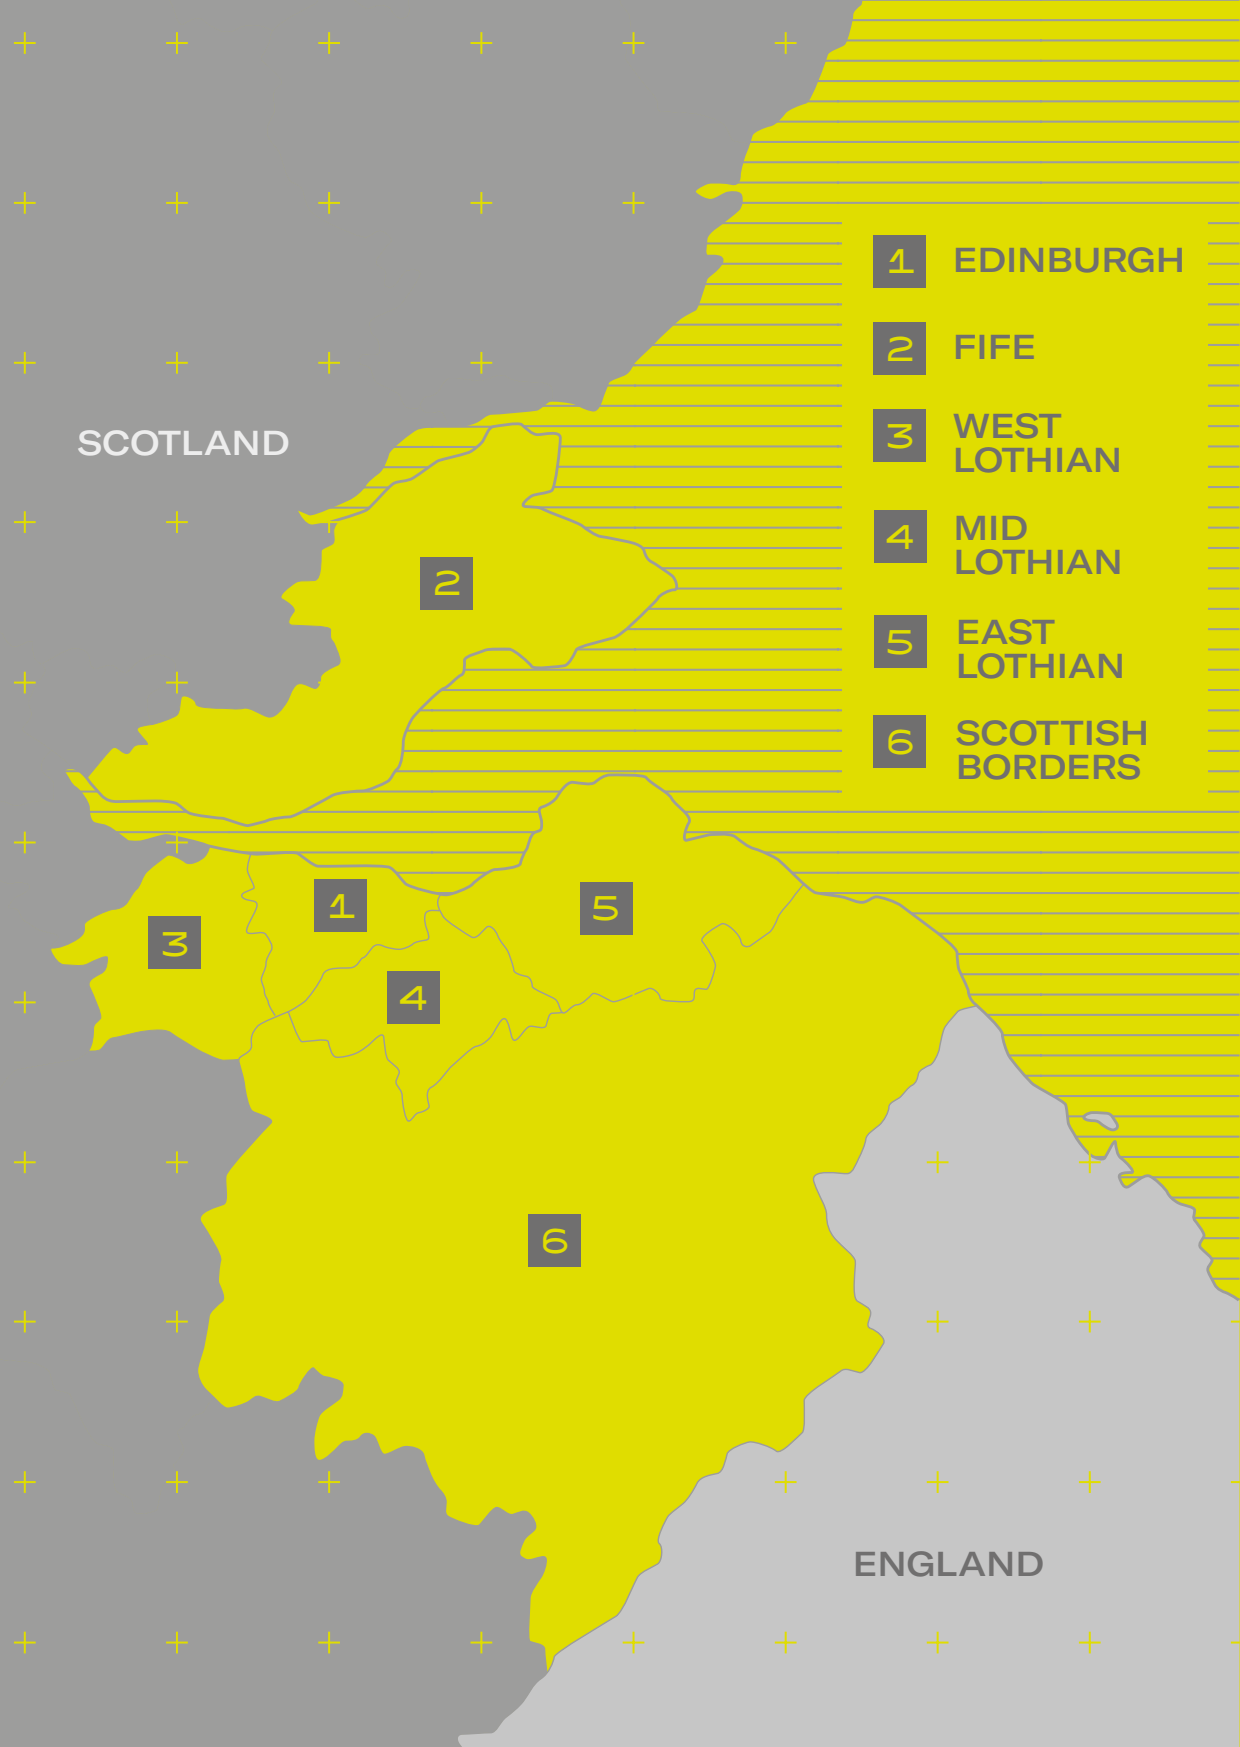 1 EDINBURGH
2 FIFE
3 WEST
LOTHIAN
4 MID
LOTHIAN
5 EAST
LOTHIAN
6 SCOTTISH
BORDERS
SCOTLAND
2
1
5
3
4
6
ENGLAND